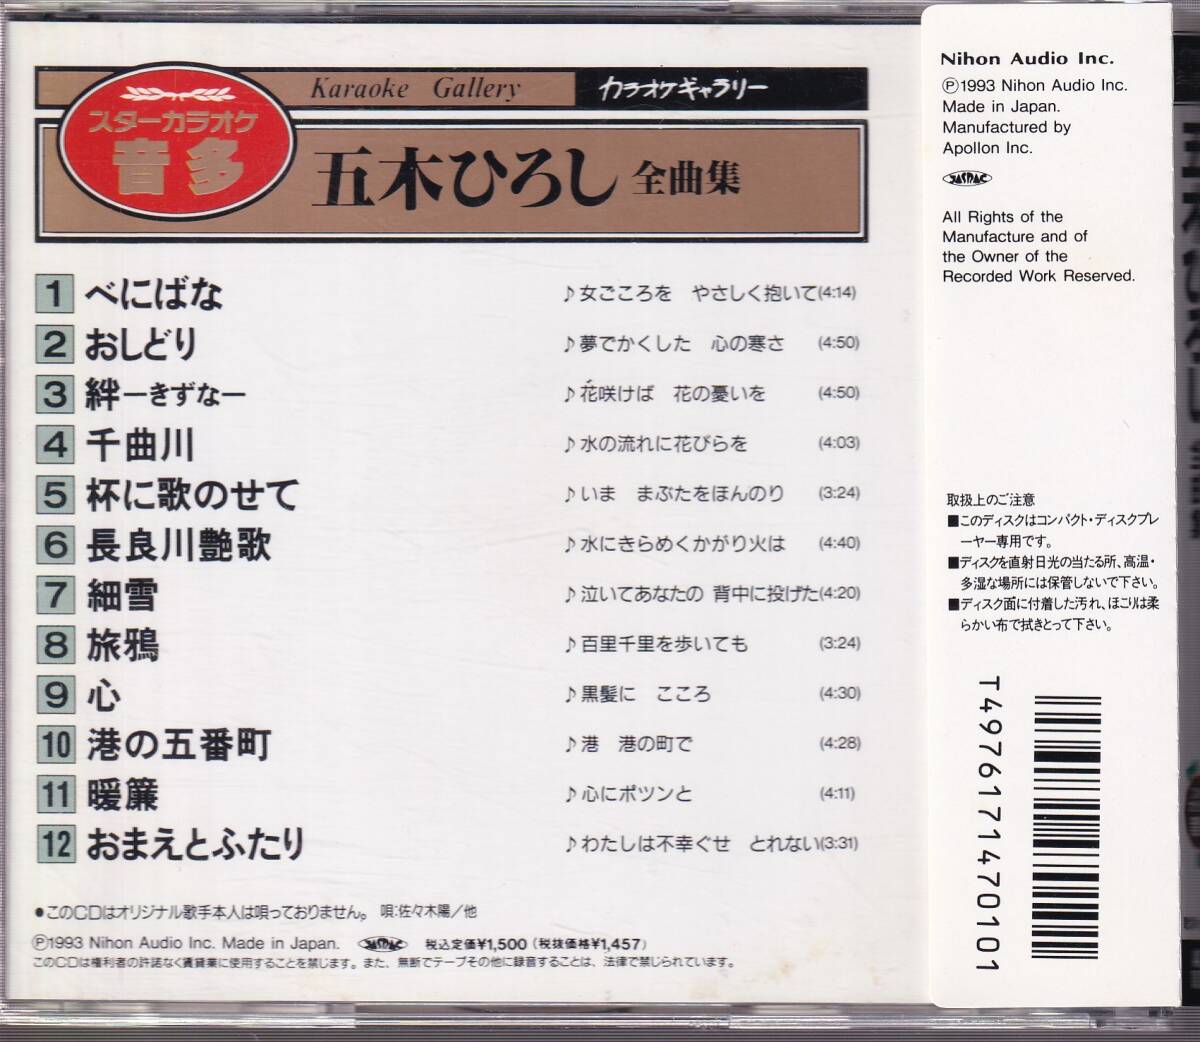 Karaoke Gallery カラオケギャラリー
スターカラオケ
音多
五木ひろし 全曲集
1 べにばな ♪女ごころを やさしく抱いて(4:14)
2 おしどり ♪夢でかくした 心の寒さ (4:50)
3 絆ーきずなー ♪花咲けば 花の憂いを (4:50)
4 千曲川 ♪水の流れに花びらを (4:03)
5 杯に歌のせて ♪いま まぶたをほんのり (3:24)
6 長良川艶歌 ♪水にきらめくかがり火は (4:40)
7 細雪 ♪泣いてあなたの 背中に投げた(4:20)
8 旅鴉 ♪百里千里を歩いても (3:24)
9 心 ♪黒髪に こころ (4:30)
10 港の五番町 ♪港 港の町で (4:28)
11 暖簾 ♪心にポツンと (4:11)
12 おまえとふたり ♪わたしは不幸ぐせ とれない(3:31)
●このCDはオリジナル歌手本人は唄っておりません。 唄:佐々木陽/他
Ⓟ1993 Nihon Audio Inc. Made in Japan. JASRAC 税込定価¥1,500(税抜価格¥1,457)
このCDは権利者の許諾なく賃貸業に使用することを禁じます。また、無断でテープその他に録音することは、法律で禁じられています。
Nihon Audio Inc.
Ⓟ1993 Nihon Audio Inc.
Made in Japan.
Manufactured by
Apollon Inc.
JASRAC
All Rights of the
Manufacture and of
the Owner of the
Recorded Work Reserved.
取扱上のご注意
■このディスクはコンパクト・ディスクプレ
ーヤー専用です。
■ディスクを直射日光の当たる所、高温・
多湿な場所には保管しないで下さい。
■ディスク面に付着した汚れ、ほこりは柔
らかい布で拭きとって下さい。
T4976171470101